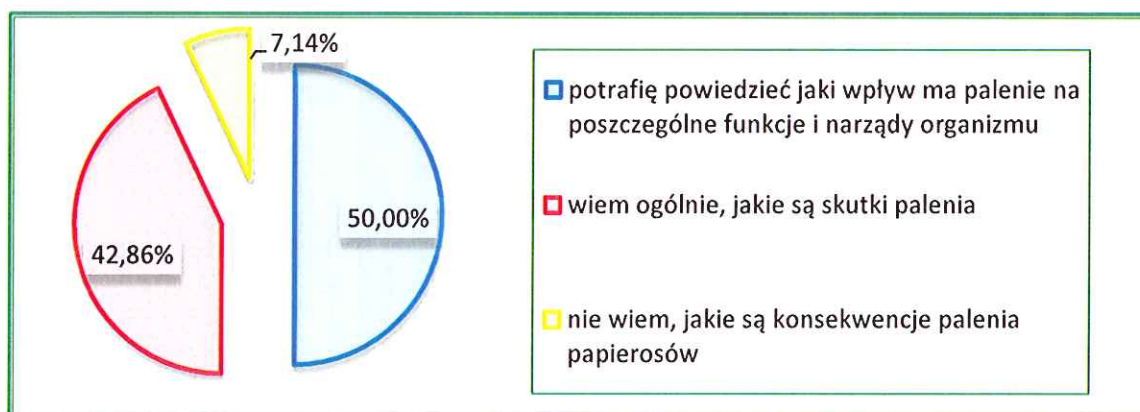 7,14%
50,00%
42,86%
potrafię powiedzieć jaki wpływ ma palenie na
poszczególne funkcje i narządy organizmu
wiem ogólnie, jakie są skutki palenia
nie wiem, jakie są konsekwencje palenia
papierosów